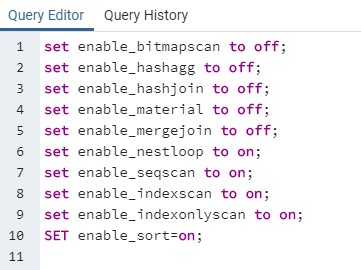 Query Editor Query History
1 set enable_bitmapscan to off;
2 set enable_hashagg to off;
3 set enable_hashjoin to off;
4 set enable_material to off;
5 set enable_mergejoin to off;
6 set enable_nestloop to on;
7 set enable_seqscan to on;
8 set enable_indexscan to on;
9 set enable_indexonlyscan to on;
10 SET enable_sort=on;
11